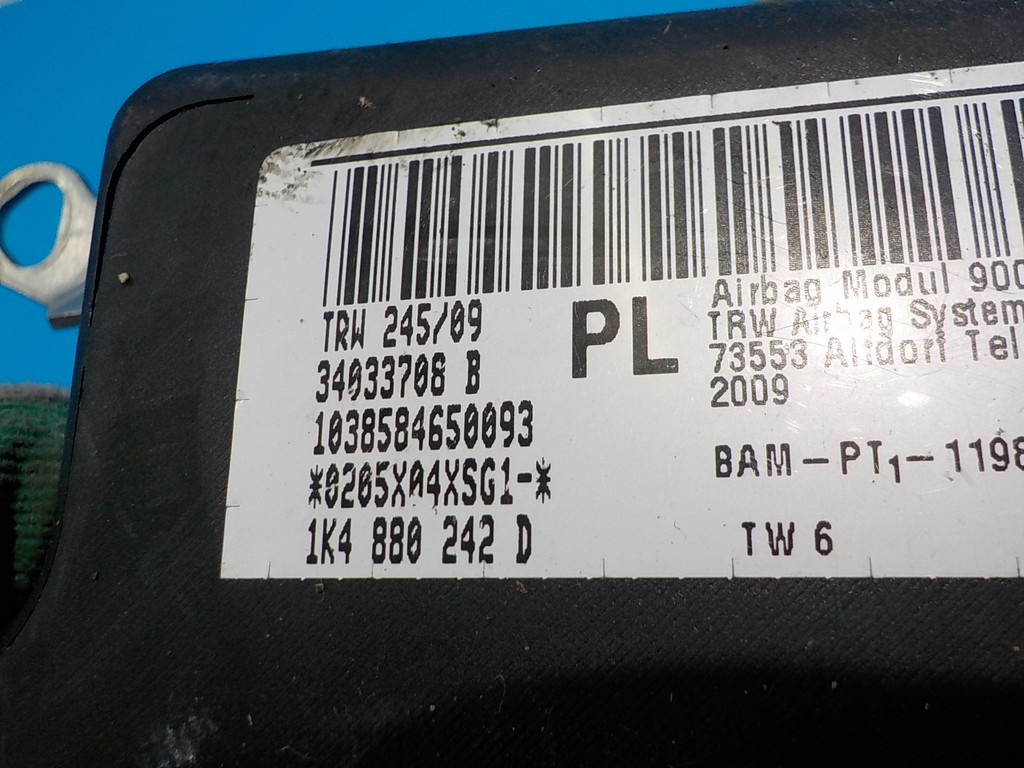 TRW 245/09
34033708 B
1038584650093
*0205X04XSG1-*
1K4 880 242 D
PL
Airbag Modul 900
TRW Airbag System
73553 Alfdorf Tel
2009
BAM-PT1-1198
TW 6